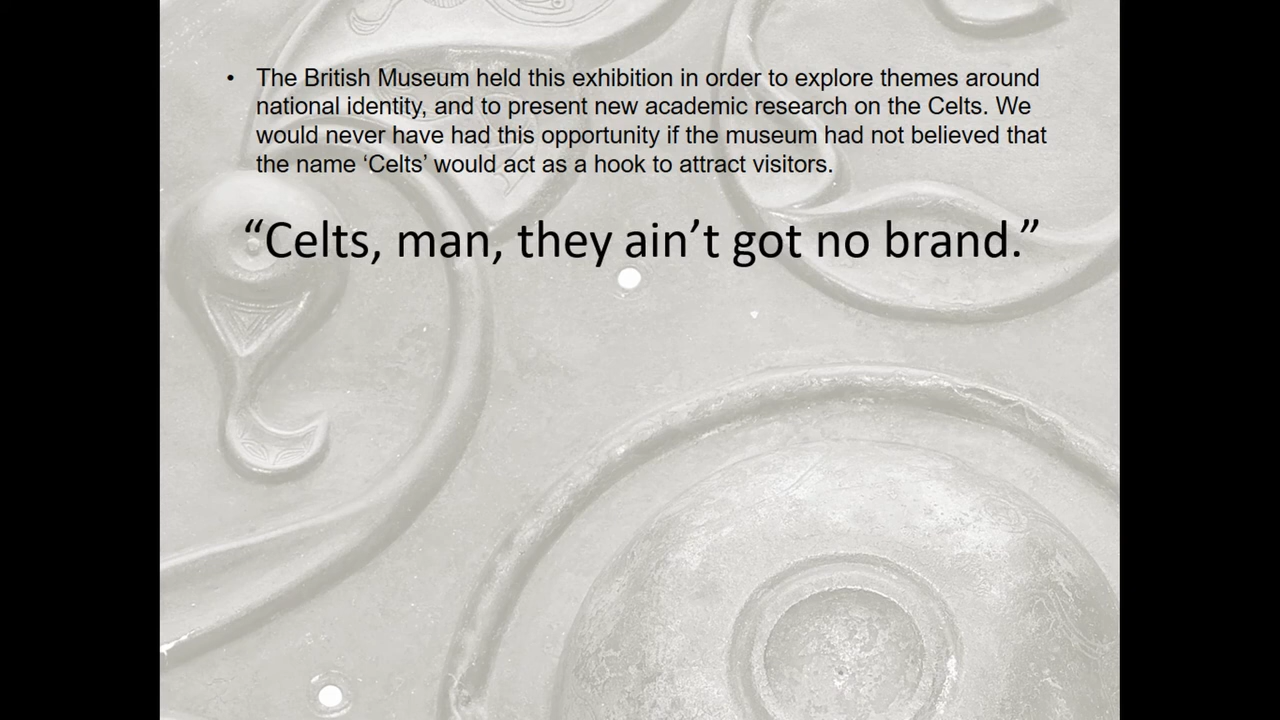 • The British Museum held this exhibition in order to explore themes around
national identity, and to present new academic research on the Celts. We
would never have had this opportunity if the museum had not believed that
the name ‘Celts’ would act as a hook to attract visitors.
“Celts, man, they ain’t got no brand.”